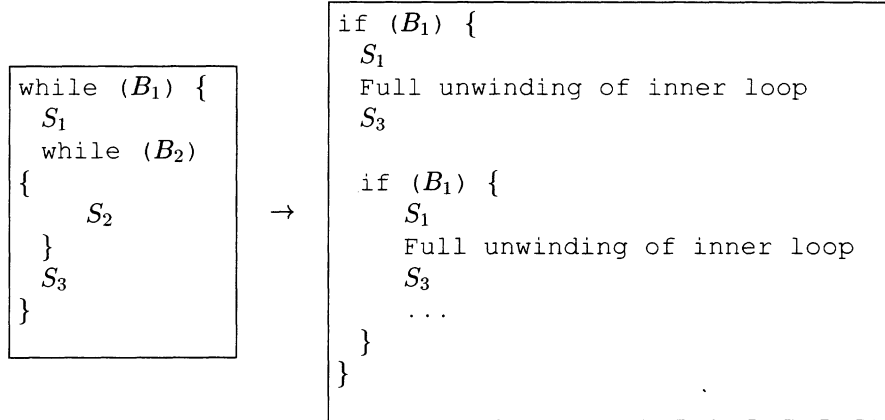 while (B₁) {
S₁
while (B₂)
{
S₂
}
S₃
}
→
if (B₁) {
S₁
Full unwinding of inner loop
S₃
if (B₁) {
S₁
Full unwinding of inner loop
S₃
...
}
}